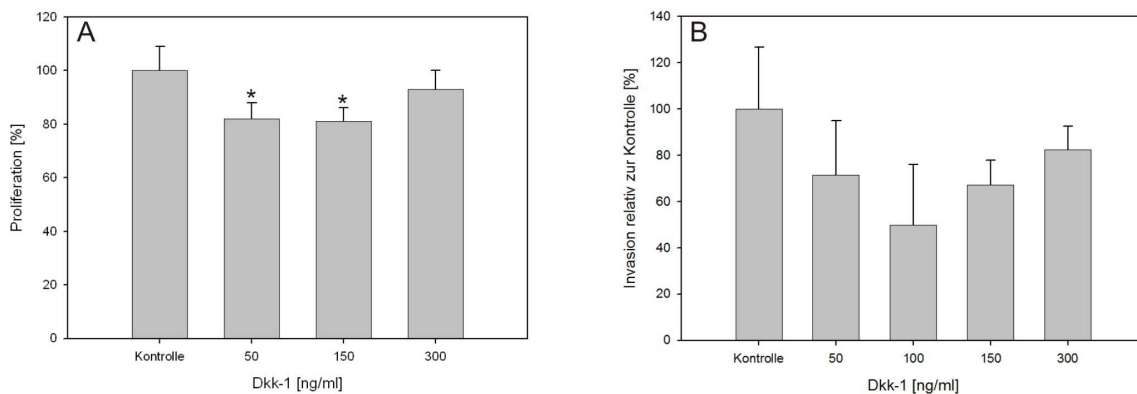 A
Proliferation [%]
120
100
80
60
40
20
0
*
*
Kontrolle 50 150 300
Dkk-1 [ng/ml]
B
Invasion relativ zur Kontrolle [%]
140
120
100
80
60
40
20
0
Kontrolle 50 100 150 300
Dkk-1 [ng/ml]